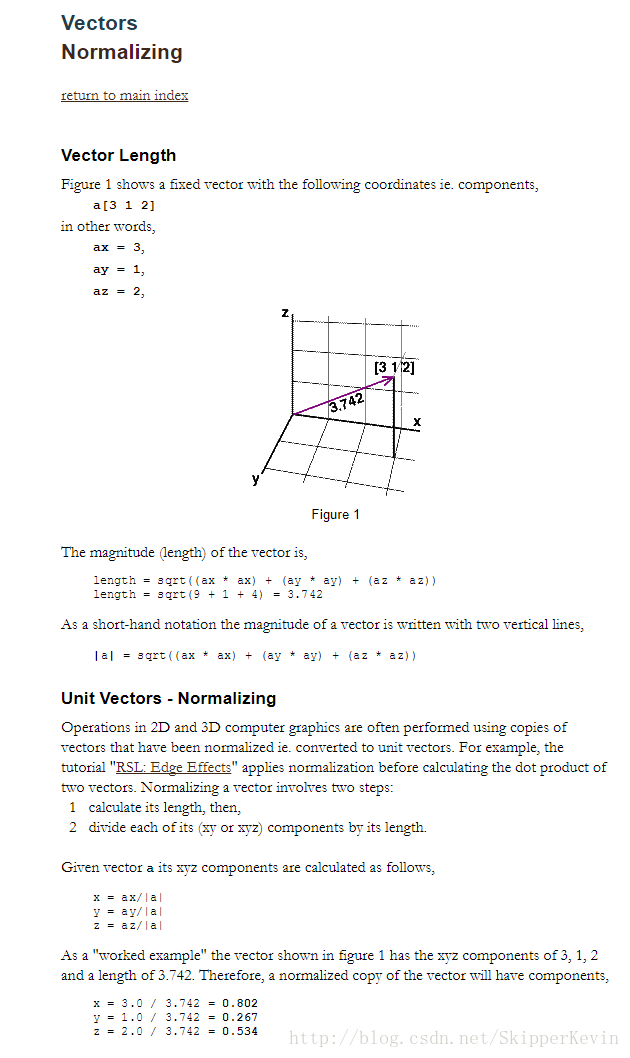 Vectors
Normalizing
return to main index
Vector Length
Figure 1 shows a fixed vector with the following coordinates ie. components,
a[3 1 2]
in other words,
ax = 3,
ay = 1,
az = 2,
z
[3 1 2]
3.742
x
y
Figure 1
The magnitude (length) of the vector is,
length = sqrt((ax * ax) + (ay * ay) + (az * az))
length = sqrt(9 + 1 + 4) = 3.742
As a short-hand notation the magnitude of a vector is written with two vertical lines,
|a| = sqrt((ax * ax) + (ay * ay) + (az * az))
Unit Vectors - Normalizing
Operations in 2D and 3D computer graphics are often performed using copies of
vectors that have been normalized ie. converted to unit vectors. For example, the
tutorial "RSL: Edge Effects" applies normalization before calculating the dot product of
two vectors. Normalizing a vector involves two steps:
1 calculate its length, then,
2 divide each of its (xy or xyz) components by its length.
Given vector a its xyz components are calculated as follows,
x = ax/|a|
y = ay/|a|
z = az/|a|
As a "worked example" the vector shown in figure 1 has the xyz components of 3, 1, 2
and a length of 3.742. Therefore, a normalized copy of the vector will have components,
x = 3.0 / 3.742 = 0.802
y = 1.0 / 3.742 = 0.267
z = 2.0 / 3.742 = 0.534
http://blog.csdn.net/SkipperKevin